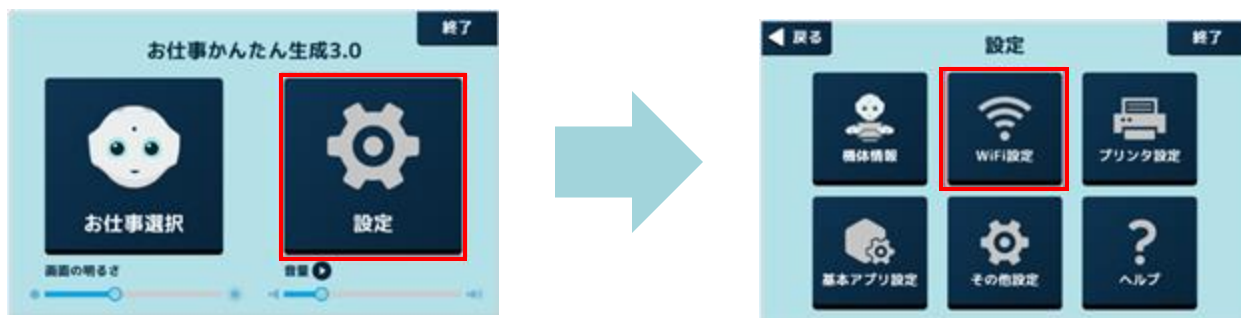 終了
お仕事かんたん生成3.0
お仕事選択
設定
画面の明るさ
音量
戻る
設定
終了
機体情報
WiFi設定
プリンタ設定
基本アプリ設定
その他設定
ヘルプ